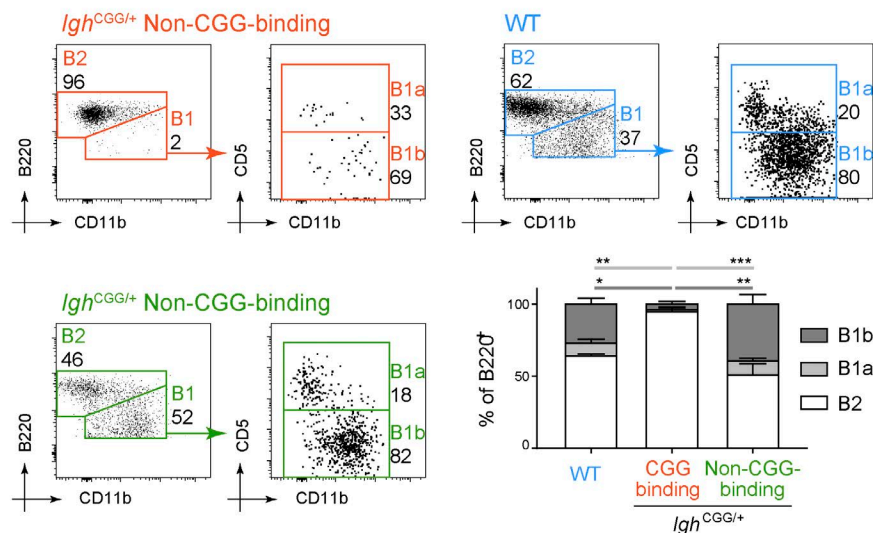 Igh^CGG/+ Non-CGG-binding
B2
96
B1
2
B220
CD11b
B1a
33
B1b
69
CD5
CD11b
WT
B2
62
B1
37
B220
CD11b
B1a
20
B1b
80
CD5
CD11b
Igh^CGG/+ Non-CGG-binding
B2
46
B1
52
B220
CD11b
B1a
18
B1b
82
CD5
CD11b
** ***
* **
100
50
0
% of B220+
B1b
B1a
B2
WT
CGG binding
Non-CGG-binding
Igh^CGG/+